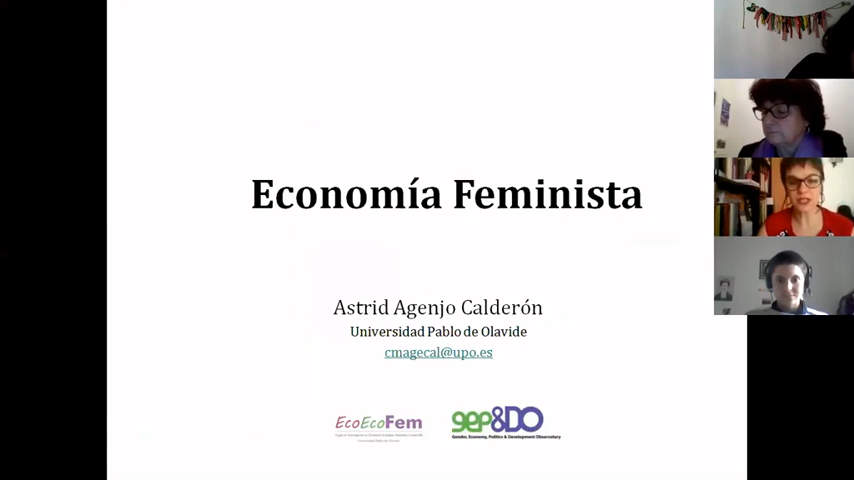 Economía Feminista
Astrid Agenjo Calderón
Universidad Pablo de Olavide
cmagecal@upo.es
EcoEcoFem
gep&DO
Gender, Economy, Politics & Development Observatory